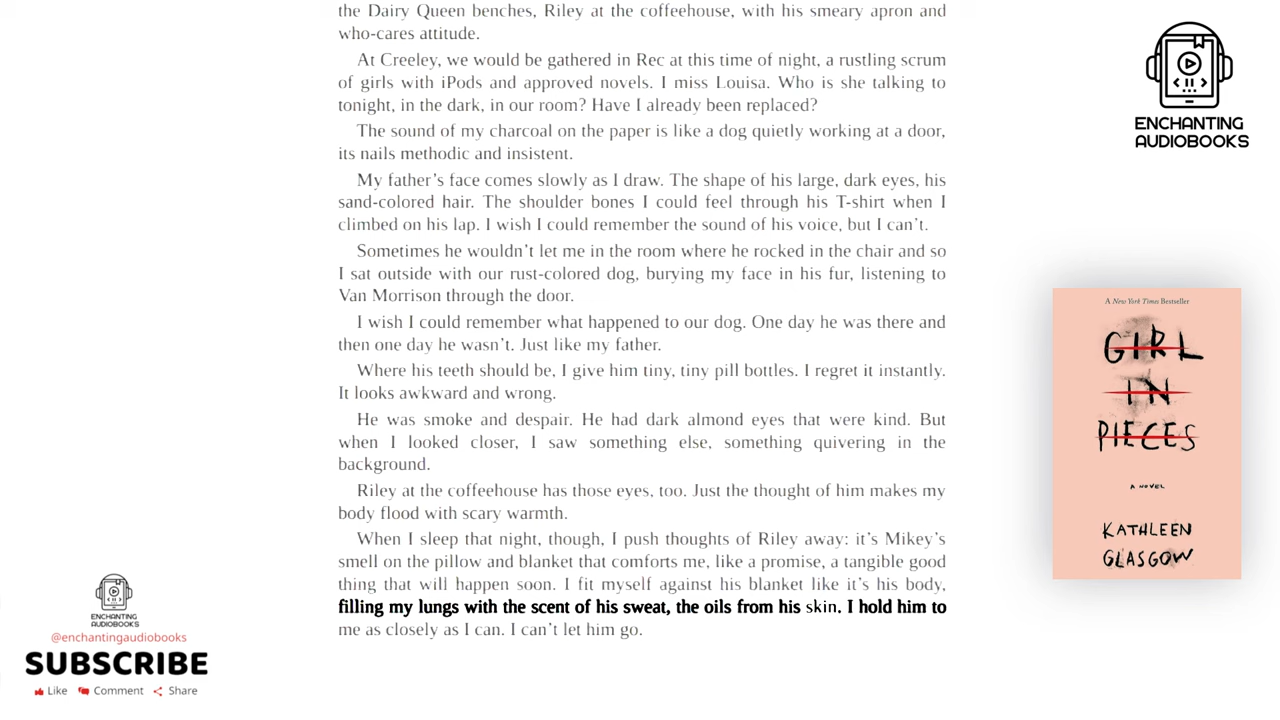 the Dairy Queen benches, Riley at the coffeehouse, with his smeary apron and
who-cares attitude.
At Creeley, we would be gathered in Rec at this time of night, a rustling scrum
of girls with iPods and approved novels. I miss Louisa. Who is she talking to
tonight, in the dark, in our room? Have I already been replaced?
The sound of my charcoal on the paper is like a dog quietly working at a door,
its nails methodic and insistent.
My father's face comes slowly as I draw. The shape of his large, dark eyes, his
sand-colored hair. The shoulder bones I could feel through his T-shirt when I
climbed on his lap. I wish I could remember the sound of his voice, but I can't.
Sometimes he wouldn't let me in the room where he rocked in the chair and so
I sat outside with our rust-colored dog, burying my face in his fur, listening to
Van Morrison through the door.
I wish I could remember what happened to our dog. One day he was there and
then one day he wasn't. Just like my father.
Where his teeth should be, I give him tiny, tiny pill bottles. I regret it instantly.
It looks awkward and wrong.
He was smoke and despair. He had dark almond eyes that were kind. But
when I looked closer, I saw something else, something quivering in the
background.
Riley at the coffeehouse has those eyes, too. Just the thought of him makes my
body flood with scary warmth.
When I sleep that night, though, I push thoughts of Riley away: it's Mikey's
smell on the pillow and blanket that comforts me, like a promise, a tangible good
thing that will happen soon. I fit myself against his blanket like it's his body,
filling my lungs with the scent of his sweat, the oils from his skin. I hold him to
me as closely as I can. I can't let him go.
ENCHANTING
AUDIOBOOKS
A New York Times Bestseller
GIRL
IN
PIECES
A NOVEL
KATHLEEN
GLASGOW
ENCHANTING
AUDIOBOOKS
@enchantingaudiobooks
SUBSCRIBE
Like Comment Share